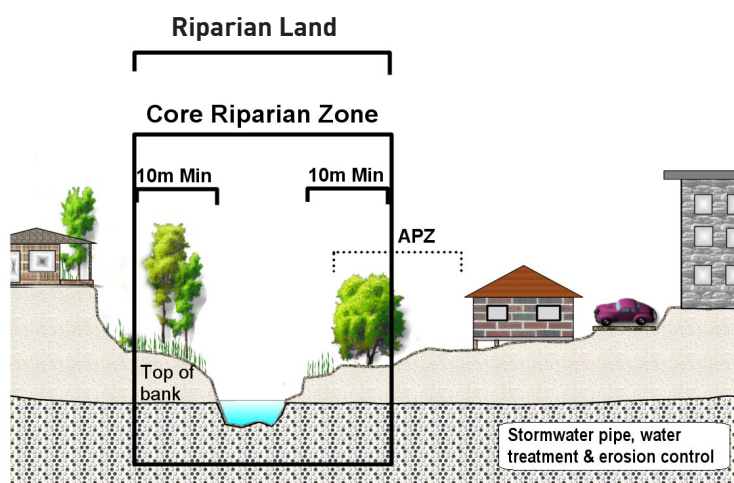 Riparian Land
Core Riparian Zone
10m Min
10m Min
APZ
Top of
bank
Stormwater pipe, water
treatment & erosion control